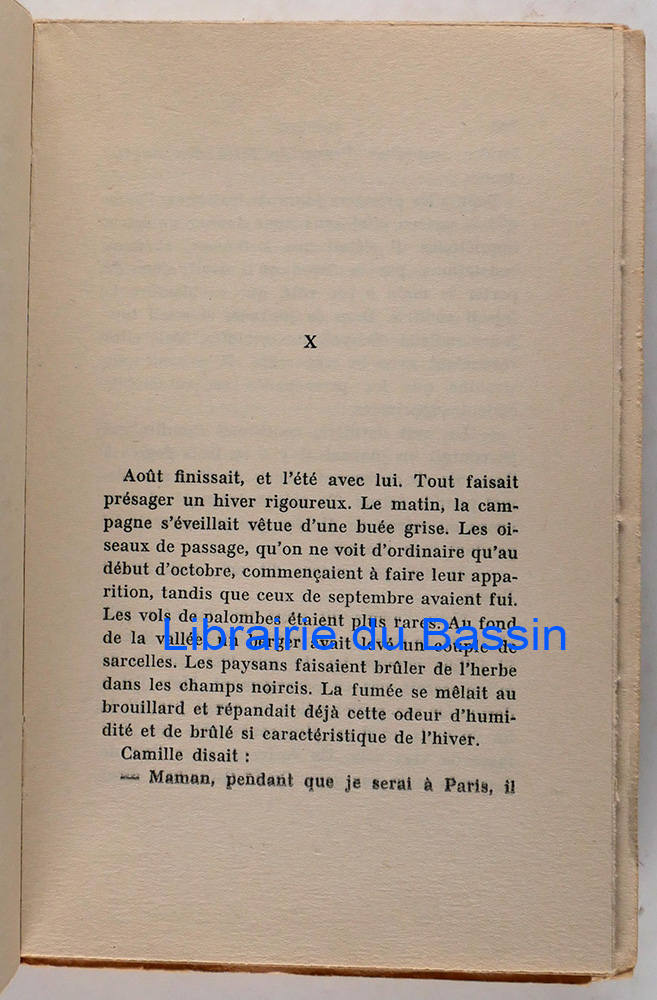 X
Août finissait, et l'été avec lui. Tout faisait
présager un hiver rigoureux. Le matin, la cam-
pagne s'éveillait vêtue d'une buée grise. Les oi-
seaux de passage, qu'on ne voit d'ordinaire qu'au
début d'octobre, commençaient à faire leur appa-
rition, tandis que ceux de septembre avaient fui.
Les vols de palombes étaient plus rares. Au fond
de la vallée, un berger avait levé un couple de
Librairie du Bassin
sarcelles. Les paysans faisaient brûler de l'herbe
dans les champs noircis. La fumée se mêlait au
brouillard et répandait déjà cette odeur d'humi-
dité et de brûlé si caractéristique de l'hiver.
Camille disait :
— Maman, pendant que je serai à Paris, il